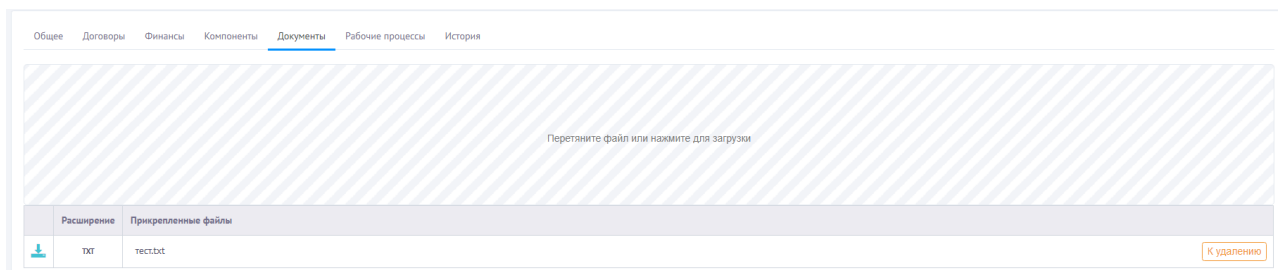 Общее Договоры Финансы Компоненты Документы Рабочие процессы История
Перетяните файл или нажмите для загрузки
Расширение Прикрепленные файлы
TXT тест.txt К удалению